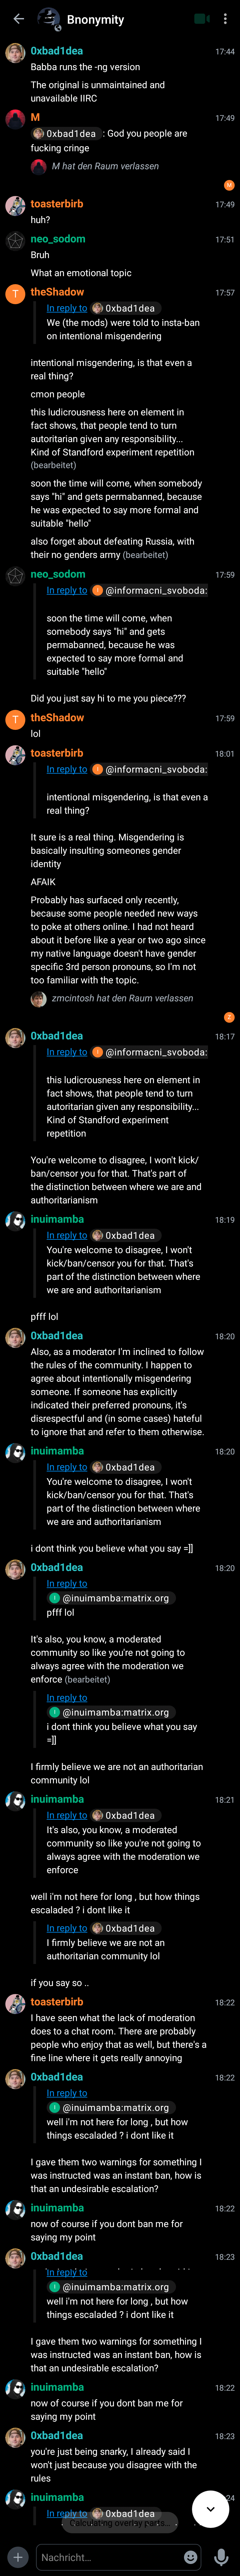 Bnonymity
0xbad1dea 17:44
Babba runs the -ng version
The original is unmaintained and
unavailable IIRC
M 17:49
0xbad1dea : God you people are
fucking cringe
M hat den Raum verlassen
M
toasterbirb 17:49
huh?
neo_sodom 17:51
Bruh
What an emotional topic
T theShadow 17:57
In reply to 0xbad1dea
We (the mods) were told to insta-ban
on intentional misgendering
intentional misgendering, is that even a
real thing?
cmon people
this ludicrousness here on element in
fact shows, that people tend to turn
autoritarian given any responsibility...
Kind of Standford experiment repetition
(bearbeitet)
soon the time will come, when somebody
says "hi" and gets permabanned, because
he was expected to say more formal and
suitable "hello"
also forget about defeating Russia, with
their no genders army (bearbeitet)
neo_sodom 17:59
In reply to @informacni_svoboda:
soon the time will come, when
somebody says "hi" and gets
permabanned, because he was
expected to say more formal and
suitable "hello"
Did you just say hi to me you piece???
T theShadow 17:59
lol
toasterbirb 18:01
In reply to @informacni_svoboda:
intentional misgendering, is that even a
real thing?
It sure is a real thing. Misgendering is
basically insulting someones gender
identity
AFAIK
Probably has surfaced only recently,
because some people needed new ways
to poke at others online. I had not heard
about it before like a year or two ago since
my native language doesn't have gender
specific 3rd person pronouns, so I'm not
too familiar with the topic.
zmcintosh hat den Raum verlassen
Z
0xbad1dea 18:17
In reply to @informacni_svoboda:
this ludicrousness here on element in
fact shows, that people tend to turn
autoritarian given any responsibility...
Kind of Standford experiment
repetition
You're welcome to disagree, I won't kick/
ban/censor you for that. That's part of
the distinction between where we are and
authoritarianism
inuimamba 18:19
In reply to 0xbad1dea
You're welcome to disagree, I won't
kick/ban/censor you for that. That's
part of the distinction between where
we are and authoritarianism
pfff lol
0xbad1dea 18:20
Also, as a moderator I'm inclined to follow
the rules of the community. I happen to
agree about intentionally misgendering
someone. If someone has explicitly
indicated their preferred pronouns, it's
disrespectful and (in some cases) hateful
to ignore that and refer to them otherwise.
inuimamba 18:20
In reply to 0xbad1dea
You're welcome to disagree, I won't
kick/ban/censor you for that. That's
part of the distinction between where
we are and authoritarianism
i dont think you believe what you say =]]
0xbad1dea 18:20
In reply to
@inuimamba:matrix.org
pfff lol
It's also, you know, a moderated
community so like you're not going to
always agree with the moderation we
enforce (bearbeitet)
In reply to
@inuimamba:matrix.org
i dont think you believe what you say
=]]
I firmly believe we are not an authoritarian
community lol
inuimamba 18:21
In reply to 0xbad1dea
It's also, you know, a moderated
community so like you're not going to
always agree with the moderation we
enforce
well i'm not here for long , but how things
escaladed ? i dont like it
In reply to 0xbad1dea
I firmly believe we are not an
authoritarian community lol
if you say so ..
toasterbirb 18:22
I have seen what the lack of moderation
does to a chat room. There are probably
people who enjoy that as well, but there's a
fine line where it gets really annoying
0xbad1dea 18:22
In reply to
@inuimamba:matrix.org
well i'm not here for long , but how
things escaladed ? i dont like it
I gave them two warnings for something I
was instructed was an instant ban, how is
that an undesirable escalation?
inuimamba 18:22
now of course if you dont ban me for
saying my point
0xbad1dea 18:23
In reply to
@inuimamba:matrix.org
well i'm not here for long , but how
things escaladed ? i dont like it
I gave them two warnings for something I
was instructed was an instant ban, how is
that an undesirable escalation?
inuimamba 18:22
now of course if you dont ban me for
saying my point
0xbad1dea 18:23
you're just being snarky, I already said I
won't just because you disagree with the
rules
inuimamba 24
In reply to 0xbad1dea
Calculating overlay parts...
Nachricht...